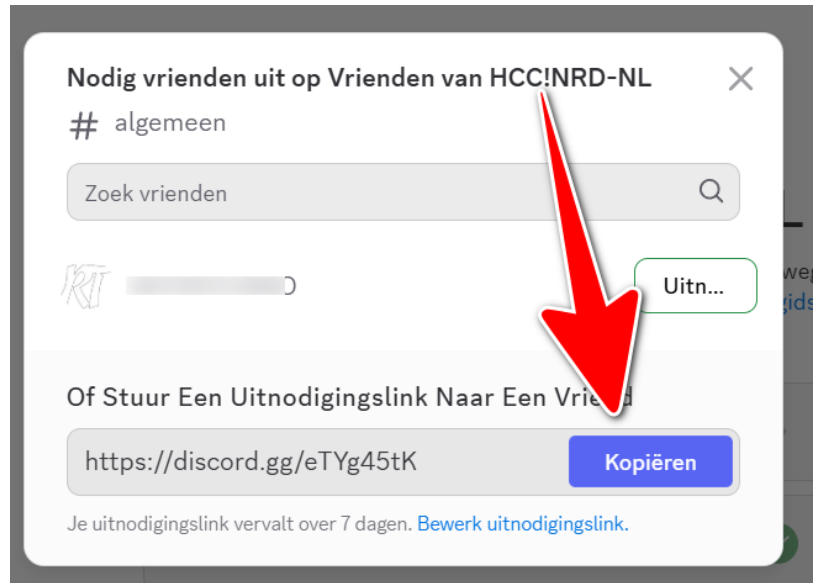 Nodig vrienden uit op Vrienden van HCC!NRD-NL
# algemeen
Zoek vrienden
Uitn...
Of Stuur Een Uitnodigingslink Naar Een
https://discord.gg/eTYg45tK
Kopiëren
Je uitnodigingslink vervalt over 7 dagen. Bewerk uitnodigingslink.